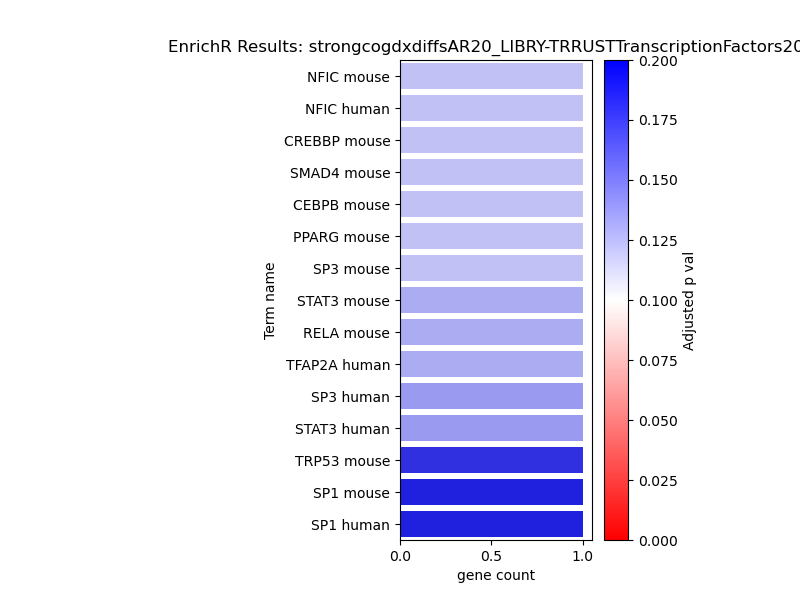 EnrichR Results: strongcogdxdiffsAR20_LIBRY-TRRUSTTranscriptionFactors20
NFIC mouse
NFIC human
CREBBP mouse
SMAD4 mouse
CEBPB mouse
PPARG mouse
SP3 mouse
STAT3 mouse
RELA mouse
TFAP2A human
SP3 human
STAT3 human
TRP53 mouse
SP1 mouse
SP1 human
Term name
0.0 0.5 1.0
gene count
0.200
0.175
0.150
0.125
0.100
0.075
0.050
0.025
0.000
Adjusted p val